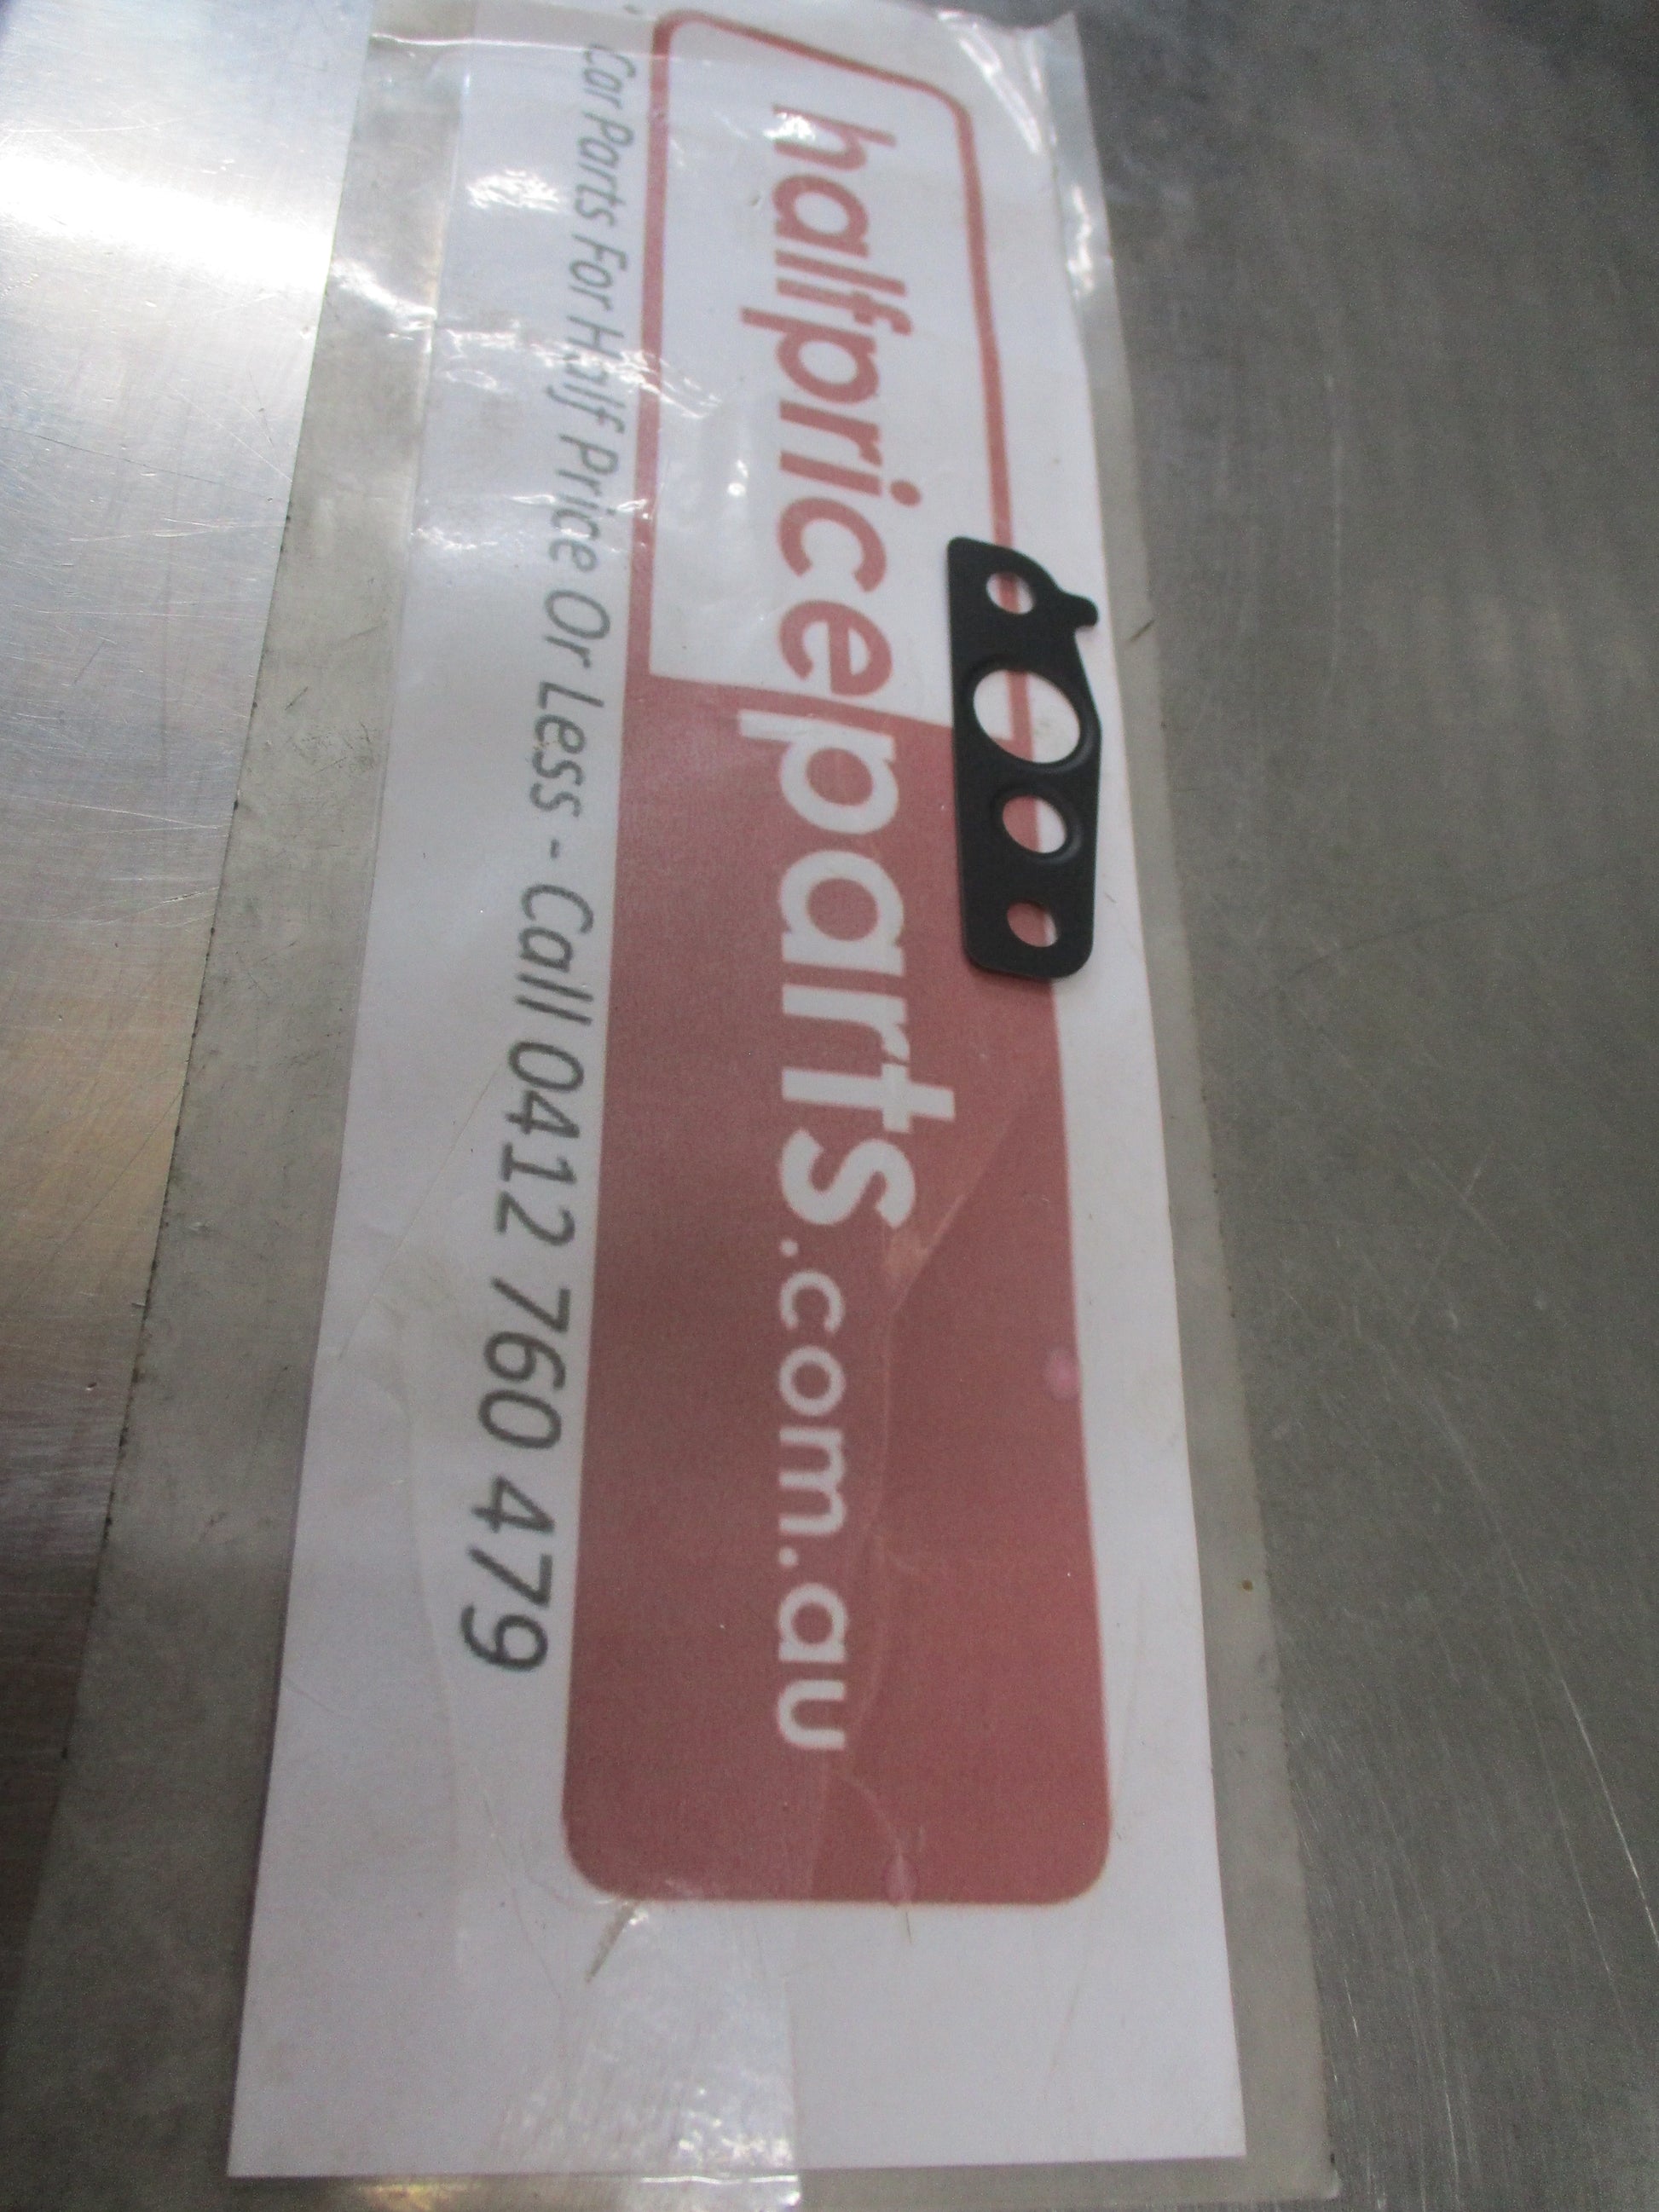 halfpriceparts.com.au
Car Parts For Half Price Or Less - Call 0412 760 479